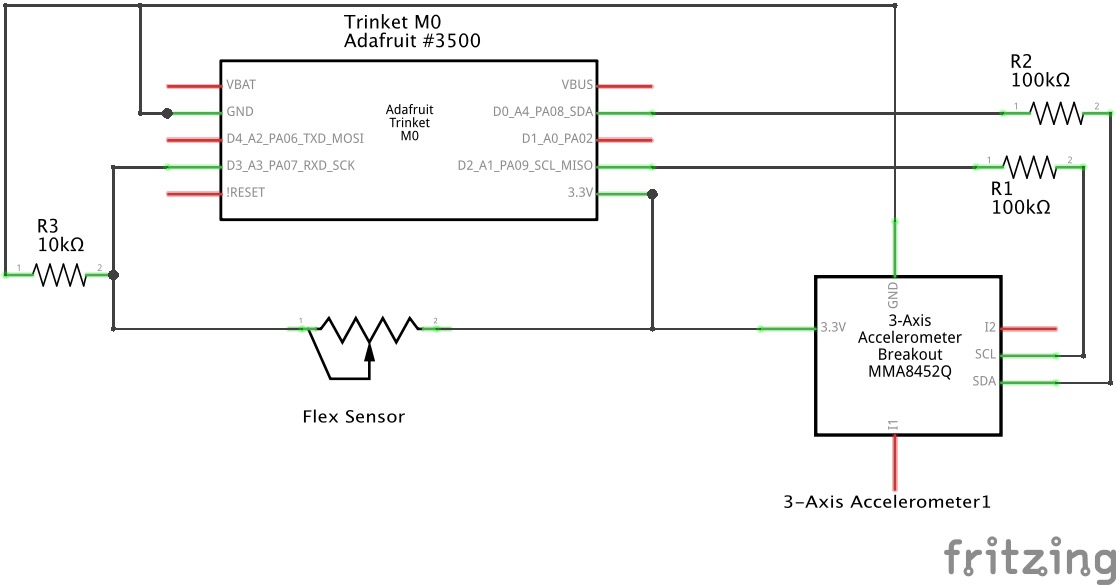 Trinket M0
Adafruit #3500
VBAT
GND
D4_A2_PA06_TXD_MOSI
D3_A3_PA07_RXD_SCK
!RESET
Adafruit
Trinket
M0
VBUS
D0_A4_PA08_SDA
D1_A0_PA02
D2_A1_PA09_SCL_MISO
3.3V
R2
100kΩ
1 2
1 2
R1
100kΩ
R3
10kΩ
1 2
1 2
Flex Sensor
GND
3.3V
3-Axis
Accelerometer
Breakout
MMA8452Q
I2
SCL
SDA
I1
3-Axis Accelerometer1
fritzing